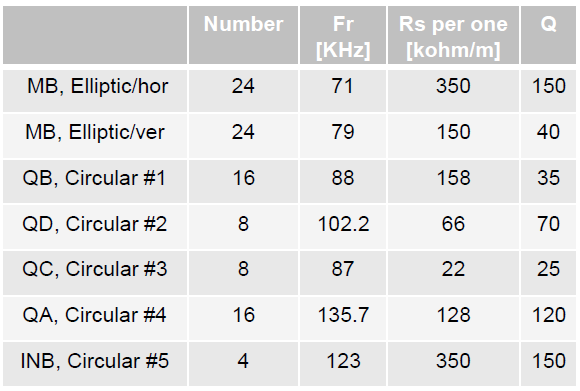 Number Fr [KHz] Rs per one [kohm/m] Q
MB, Elliptic/hor 24 71 350 150
MB, Elliptic/ver 24 79 150 40
QB, Circular #1 16 88 158 35
QD, Circular #2 8 102.2 66 70
QC, Circular #3 8 87 22 25
QA, Circular #4 16 135.7 128 120
INB, Circular #5 4 123 350 150